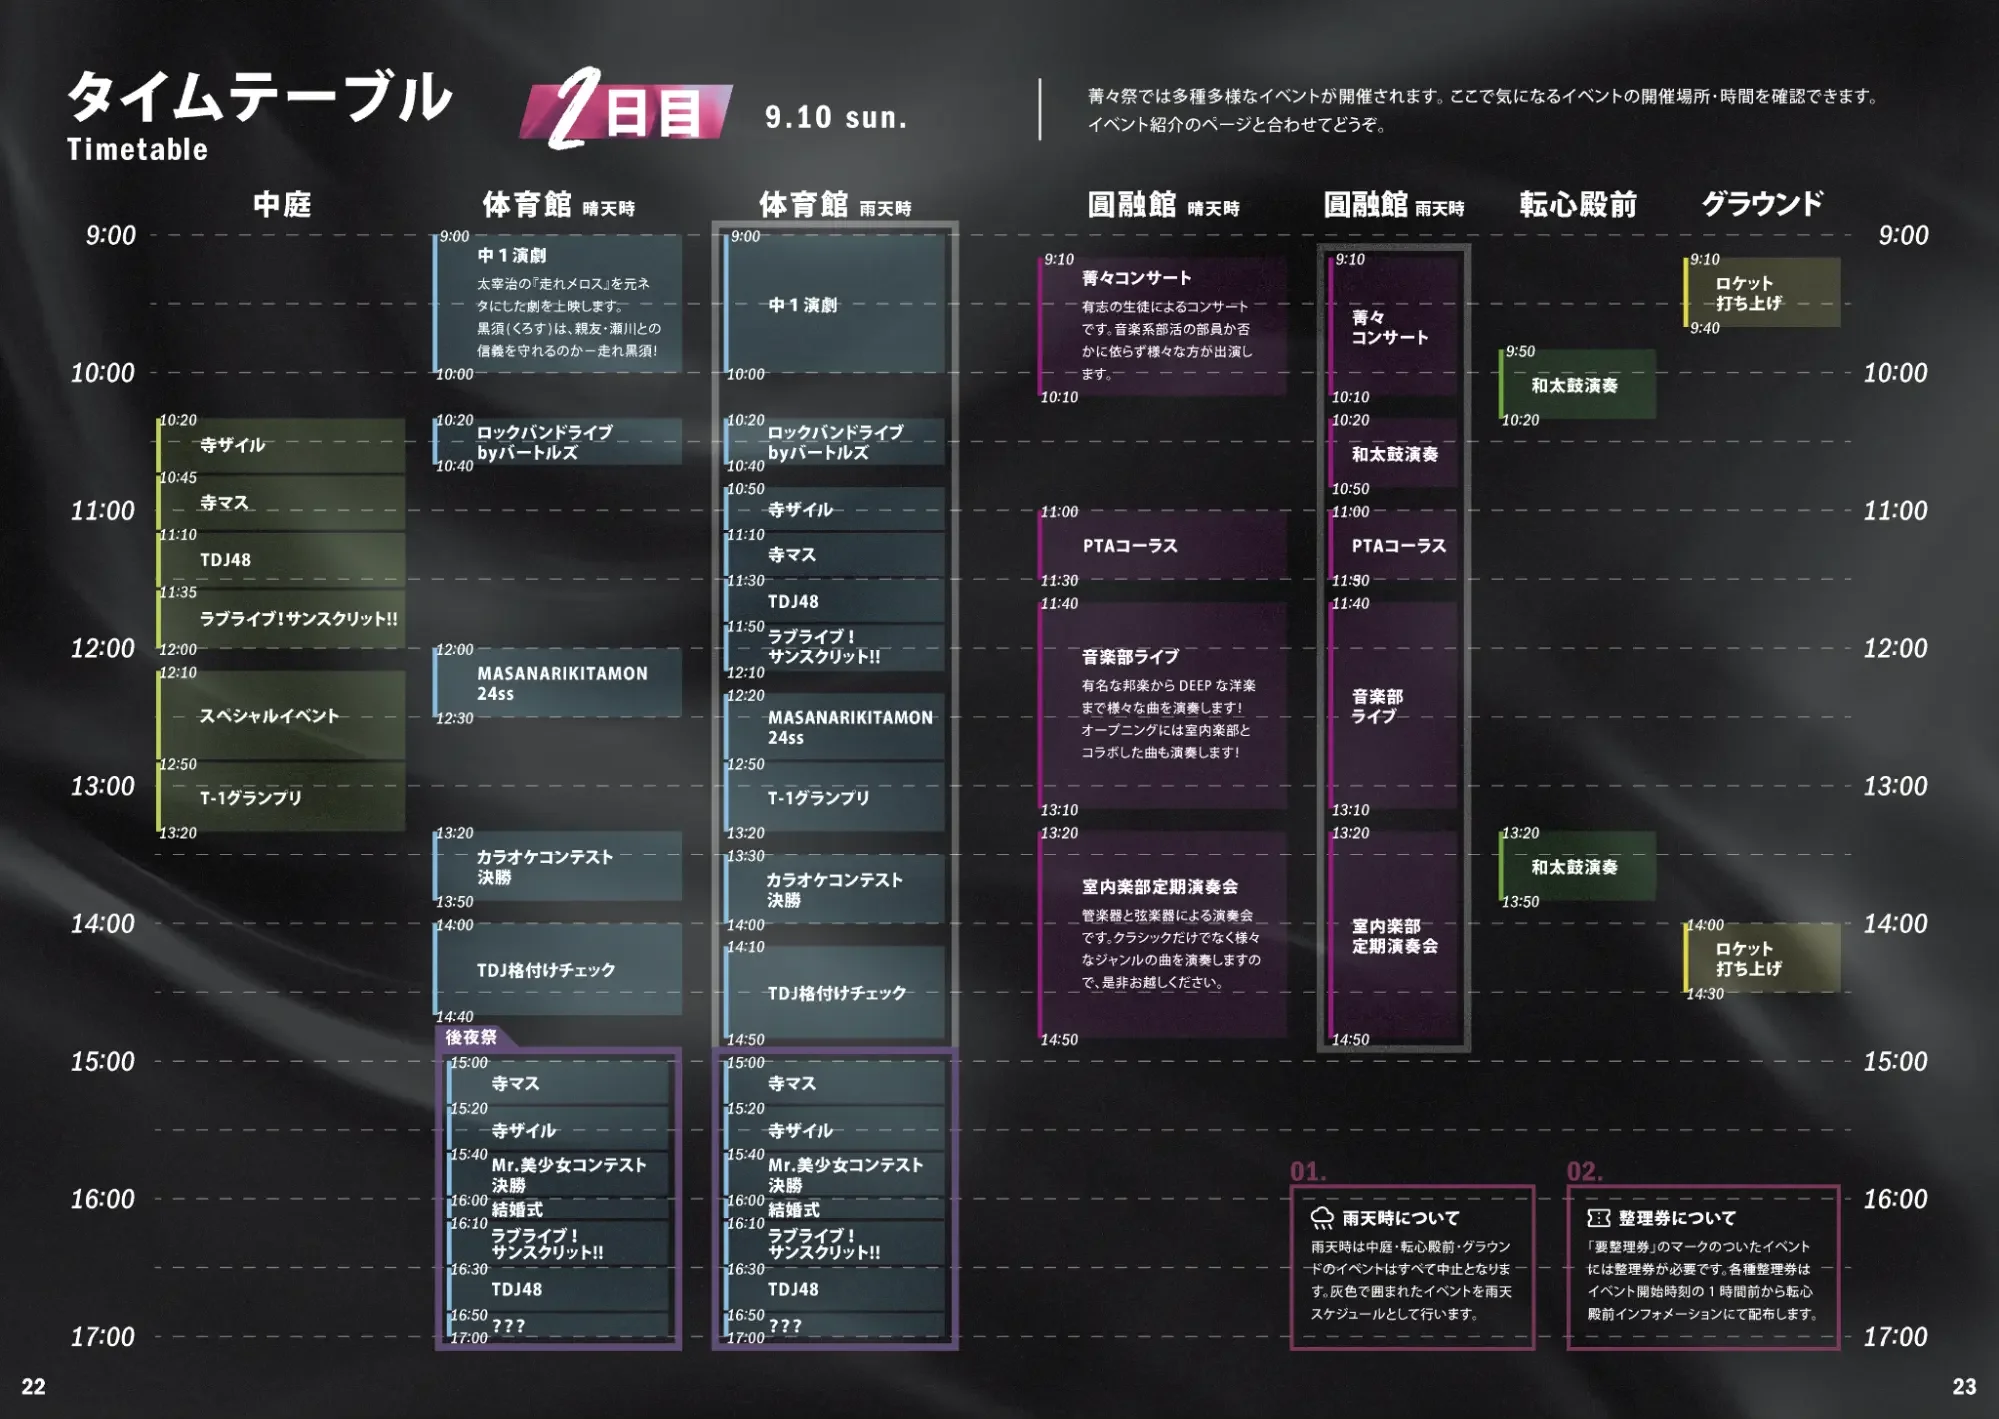 タイムテーブル
Timetable
2日目
9.10 sun.
菁々祭では多種多様なイベントが開催されます。ここで気になるイベントの開催場所・時間を確認できます。
イベント紹介のページと合わせてどうぞ。
9:00
10:00
11:00
12:00
13:00
14:00
15:00
16:00
17:00
中庭
10:20
寺ザイル
10:45
寺マス
11:10
TDJ48
11:35
ラブライブ!サンスクリット!!
12:00
12:10
スペシャルイベント
12:50
T-1グランプリ
13:20
体育館 晴天時
9:00
中1演劇
太宰治の『走れメロス』を元ネ
タにした劇を上映します。
黒須(くろす)は、親友・瀬川との
信義を守れるのかー走れ黒須!
10:00
10:20
ロックバンドライブ
byバートルズ
10:40
12:00
MASANARIKITAMON
24ss
12:30
13:20
カラオケコンテスト
決勝
13:50
14:00
TDJ格付けチェック
14:40
後夜祭
15:00
寺マス
15:20
寺ザイル
15:40
Mr.美少女コンテスト
決勝
16:00
結婚式
16:10
ラブライブ!
サンスクリット!!
16:30
TDJ48
16:50
???
17:00
体育館 雨天時
9:00
中1演劇
10:00
10:20
ロックバンドライブ
byバートルズ
10:40
10:50
寺ザイル
11:10
寺マス
11:30
TDJ48
11:50
ラブライブ!
サンスクリット!!
12:10
12:20
MASANARIKITAMON
24ss
12:50
T-1グランプリ
13:20
13:30
カラオケコンテスト
決勝
14:00
14:10
TDJ格付けチェック
14:50
15:00
寺マス
15:20
寺ザイル
15:40
Mr.美少女コンテスト
決勝
16:00
結婚式
16:10
ラブライブ!
サンスクリット!!
16:30
TDJ48
16:50
???
17:00
圓融館 晴天時
9:10
菁々コンサート
有志の生徒によるコンサート
です。音楽系部活の部員か否
かに依らず様々な方が出演し
ます。
10:10
11:00
PTAコーラス
11:30
11:40
音楽部ライブ
有名な邦楽から DEEP な洋楽
まで様々な曲を演奏します!
オープニングには室内楽部と
コラボした曲も演奏します!
13:10
13:20
室内楽部定期演奏会
管楽器と弦楽器による演奏会
です。クラシックだけでなく様々
なジャンルの曲を演奏しますの
で、是非お越しください。
14:50
圓融館 雨天時
9:10
菁々
コンサート
10:10
10:20
和太鼓演奏
10:50
11:00
PTAコーラス
11:30
11:40
音楽部
ライブ
13:10
13:20
室内楽部
定期演奏会
14:50
転心殿前
9:50
和太鼓演奏
10:20
13:20
和太鼓演奏
13:50
グラウンド
9:10
ロケット
打ち上げ
9:40
14:00
ロケット
打ち上げ
14:30
9:00
10:00
11:00
12:00
13:00
14:00
15:00
16:00
17:00
01.
雨天時について
雨天時は中庭・転心殿前・グラウン
ドのイベントはすべて中止となりま
す。灰色で囲まれたイベントを雨天
スケジュールとして行います。
02.
整理券について
「要整理券」のマークのついたイベント
には整理券が必要です。各種整理券は
イベント開始時刻の 1 時間前から転心
殿前インフォメーションにて配布します。
22
23